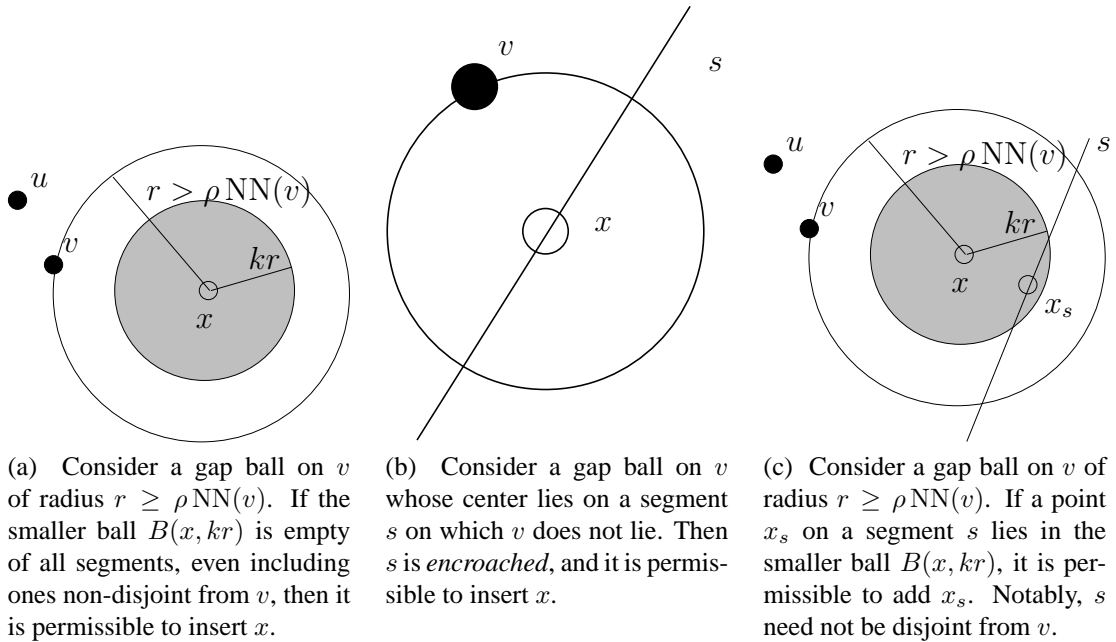 u
v
r > ρ NN(v)
kr
x
v
s
x
u
v
r > ρ NN(v)
s
kr
x
x_s
(a) Consider a gap ball on v
of radius r ≥ ρ NN(v). If the
smaller ball B(x, kr) is empty
of all segments, even including
ones non-disjoint from v, then it
is permissible to insert x.
(b) Consider a gap ball on v
whose center lies on a segment
s on which v does not lie. Then
s is encroached, and it is permis-
sible to insert x.
(c) Consider a gap ball on v of
radius r ≥ ρ NN(v). If a point
x_s on a segment s lies in the
smaller ball B(x, kr), it is per-
missible to add x_s. Notably, s
need not be disjoint from v.